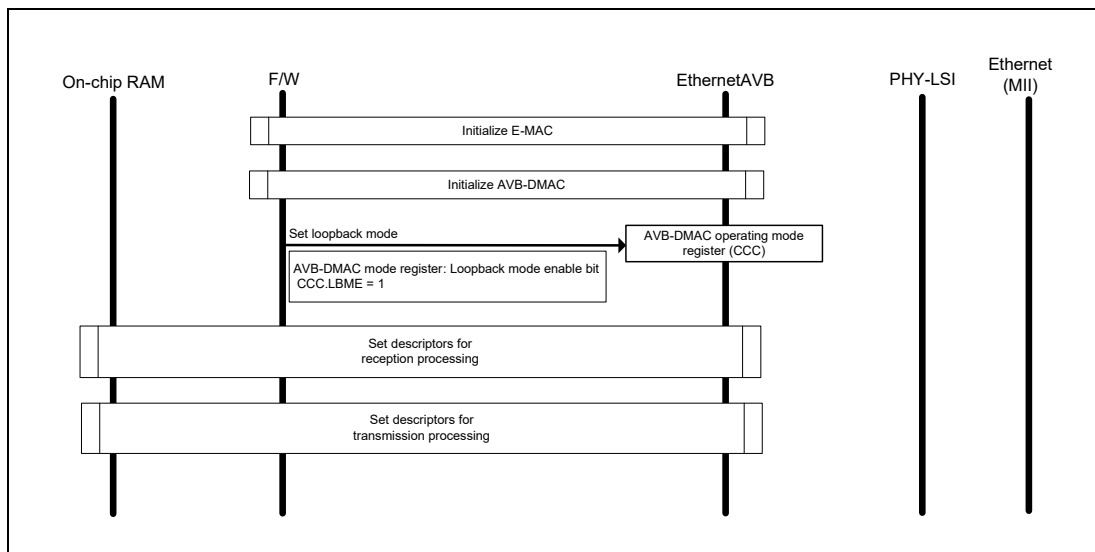 On-chip RAM
F/W
EthernetAVB
PHY-LSI
Ethernet
(MII)
Initialize E-MAC
Initialize AVB-DMAC
Set loopback mode
AVB-DMAC operating mode
register (CCC)
AVB-DMAC mode register: Loopback mode enable bit
CCC.LBME = 1
Set descriptors for
reception processing
Set descriptors for
transmission processing